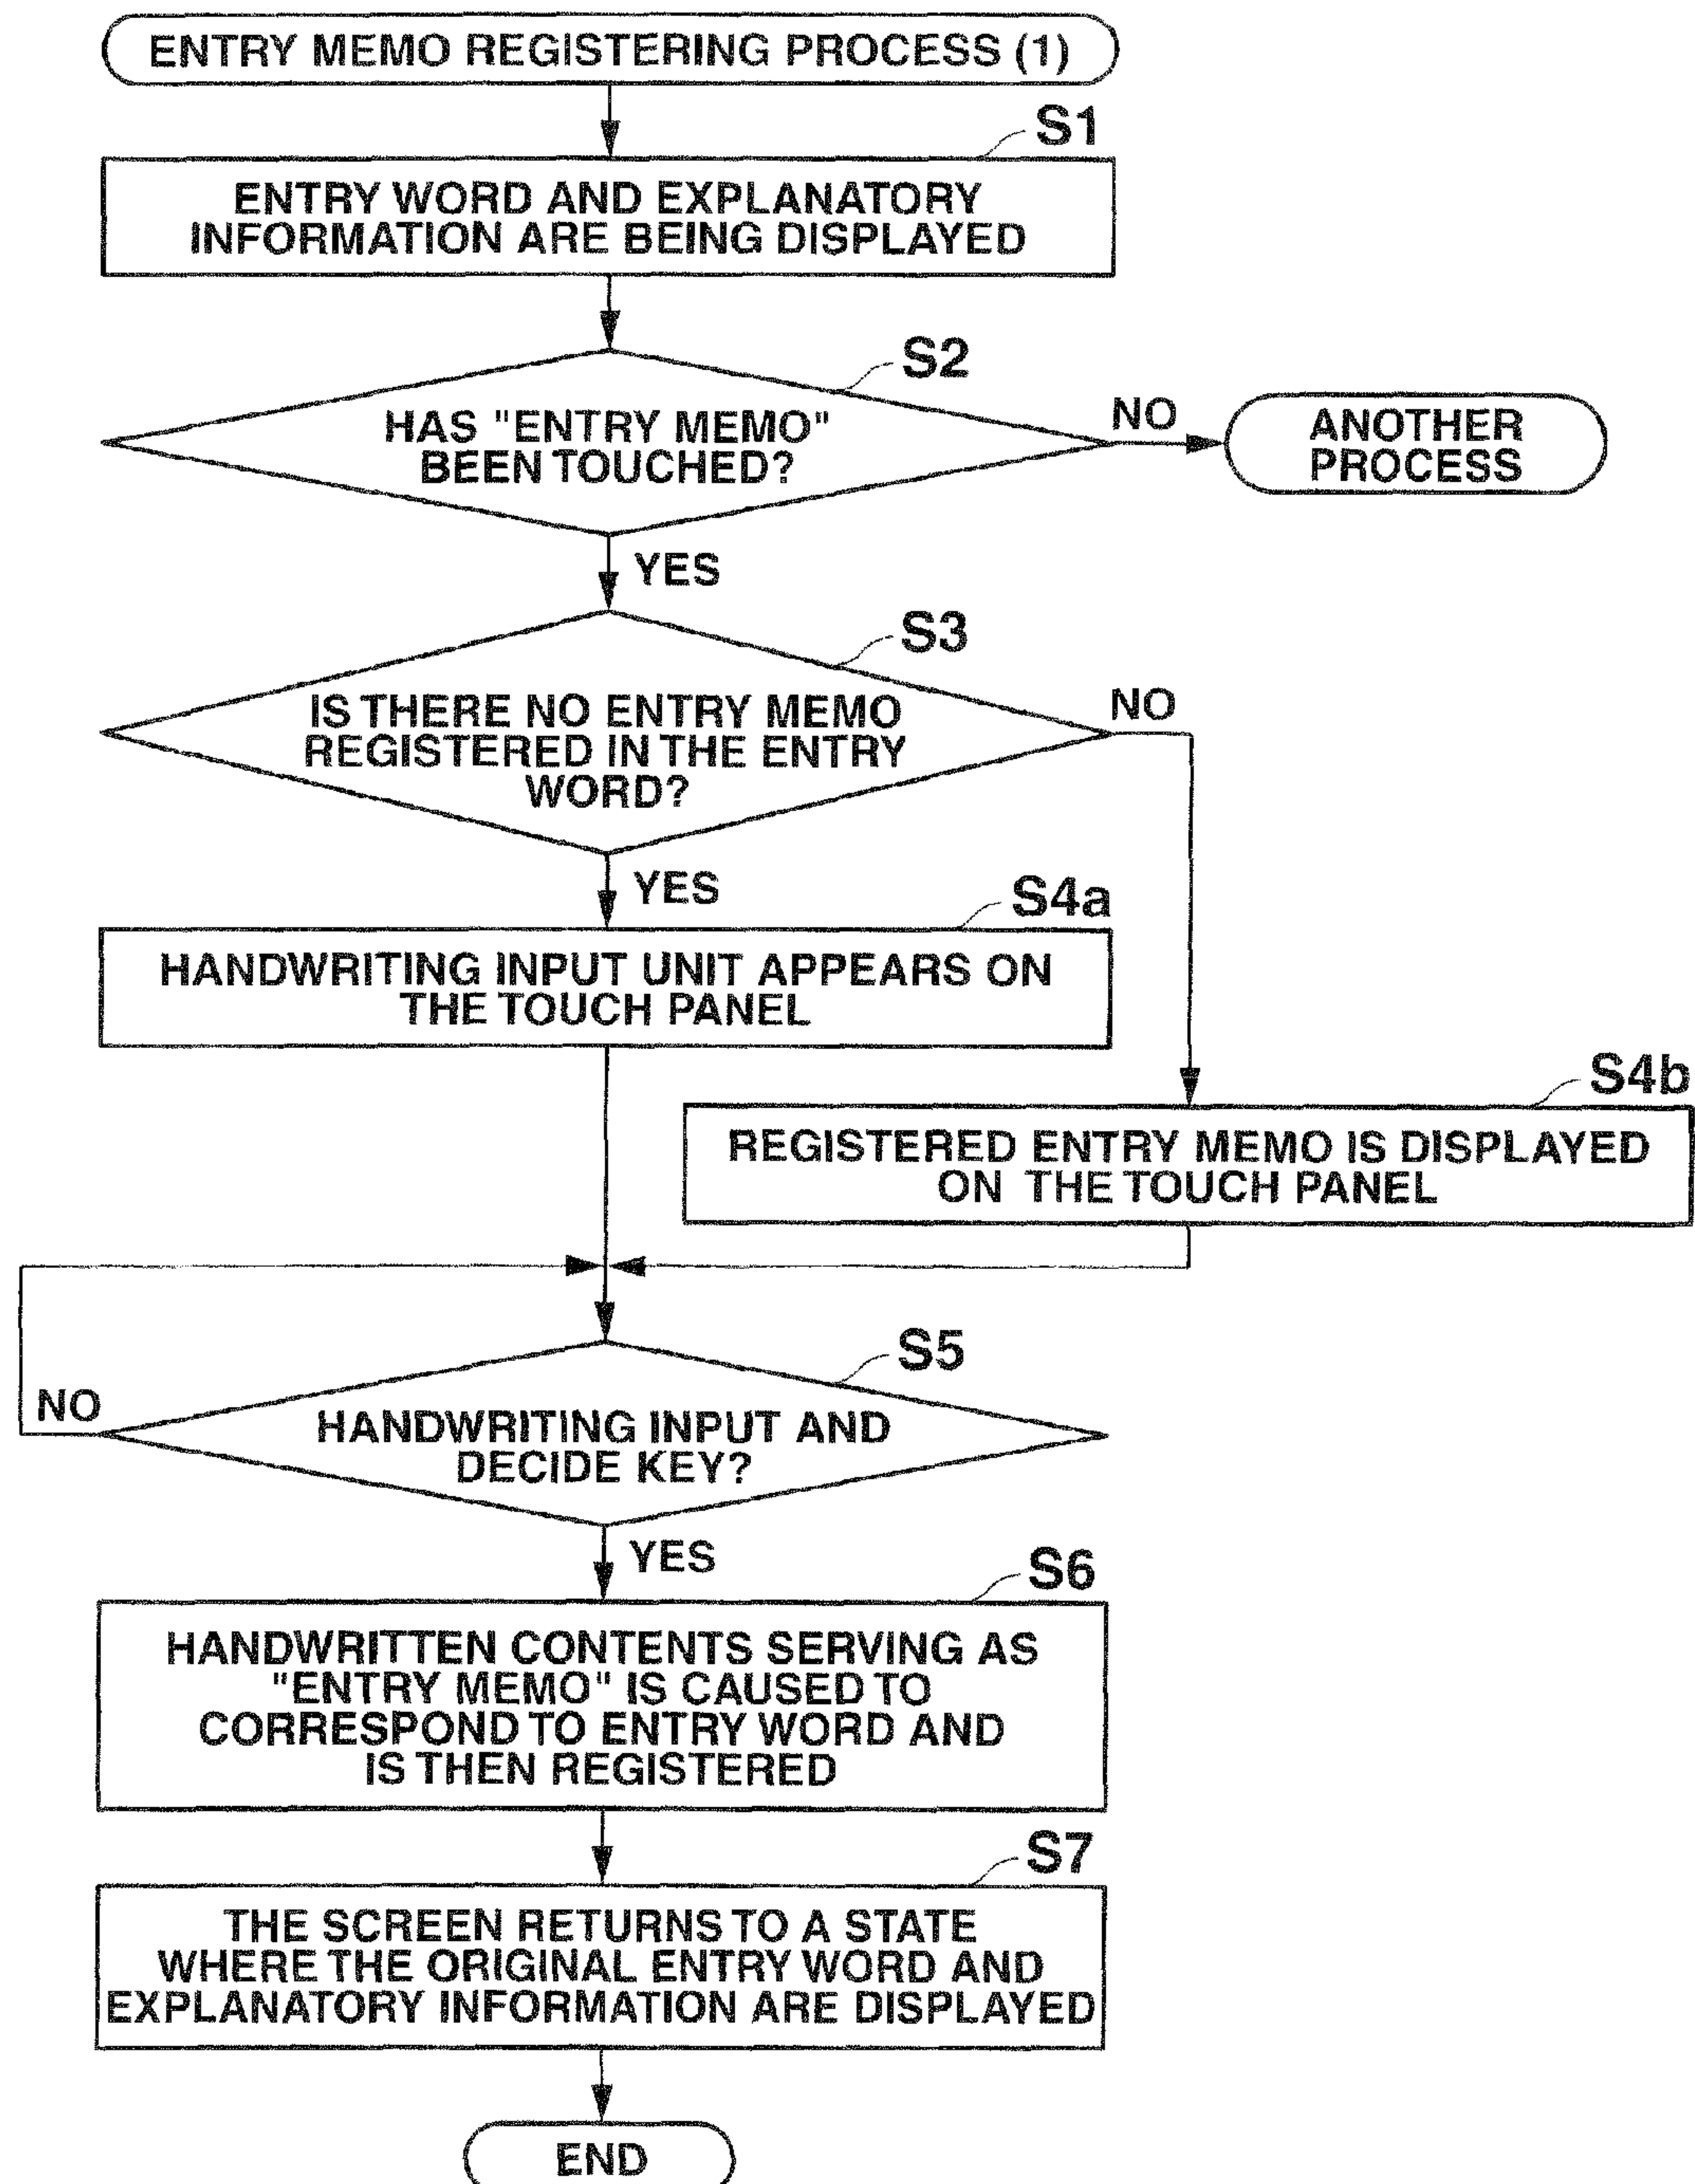 ENTRY MEMO REGISTERING PROCESS (1)
S1
ENTRY WORD AND EXPLANATORY
INFORMATION ARE BEING DISPLAYED
S2
HAS "ENTRY MEMO"
BEEN TOUCHED?
NO
ANOTHER
PROCESS
YES
S3
IS THERE NO ENTRY MEMO
REGISTERED IN THE ENTRY
WORD?
NO
YES
S4a
HANDWRITING INPUT UNIT APPEARS ON
THE TOUCH PANEL
S4b
REGISTERED ENTRY MEMO IS DISPLAYED
ON THE TOUCH PANEL
S5
NO
HANDWRITING INPUT AND
DECIDE KEY?
YES
S6
HANDWRITTEN CONTENTS SERVING AS
"ENTRY MEMO" IS CAUSED TO
CORRESPOND TO ENTRY WORD AND
IS THEN REGISTERED
S7
THE SCREEN RETURNS TO A STATE
WHERE THE ORIGINAL ENTRY WORD AND
EXPLANATORY INFORMATION ARE DISPLAYED
END